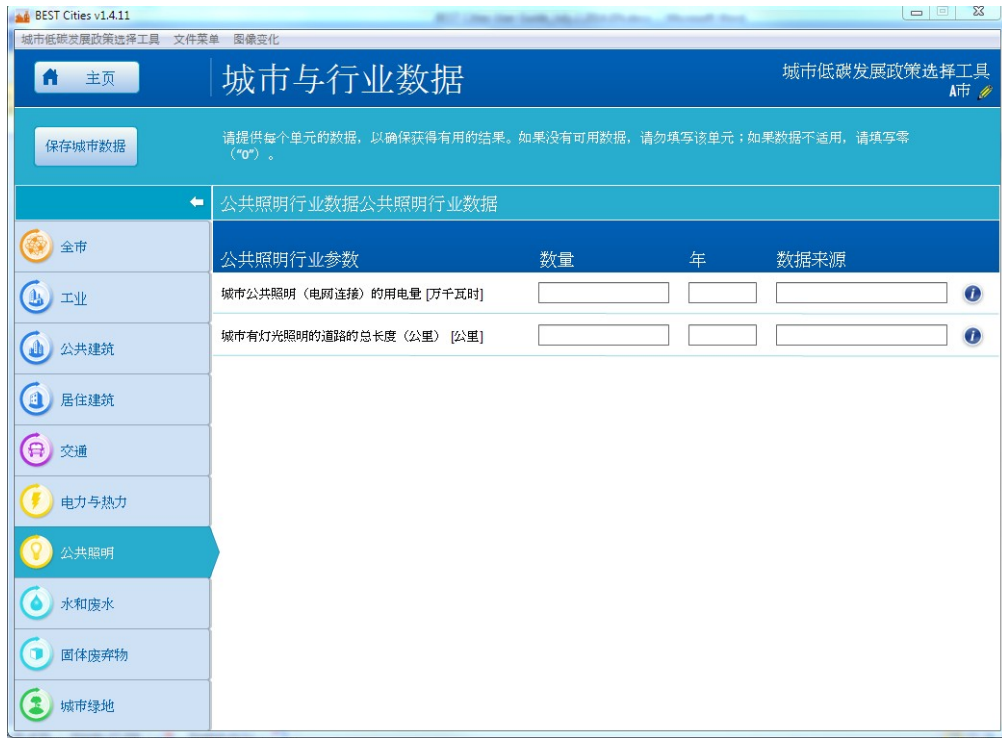 BEST Cities v1.4.11
城市低碳发展政策选择工具 文件菜单 图像变化
主页
城市与行业数据
城市低碳发展政策选择工具
A市
保存城市数据
请提供每个单元的数据，以确保获得有用的结果。如果没有可用数据，请勿填写该单元；如果数据不适用，请填写零
（“0”）。
公共照明行业数据公共照明行业数据
公共照明行业参数 数量 年 数据来源
城市公共照明（电网连接）的用电量 [万千瓦时]
城市有灯光照明的道路的总长度（公里） [公里]
全市
工业
公共建筑
居住建筑
交通
电力与热力
公共照明
水和废水
固体废弃物
城市绿地